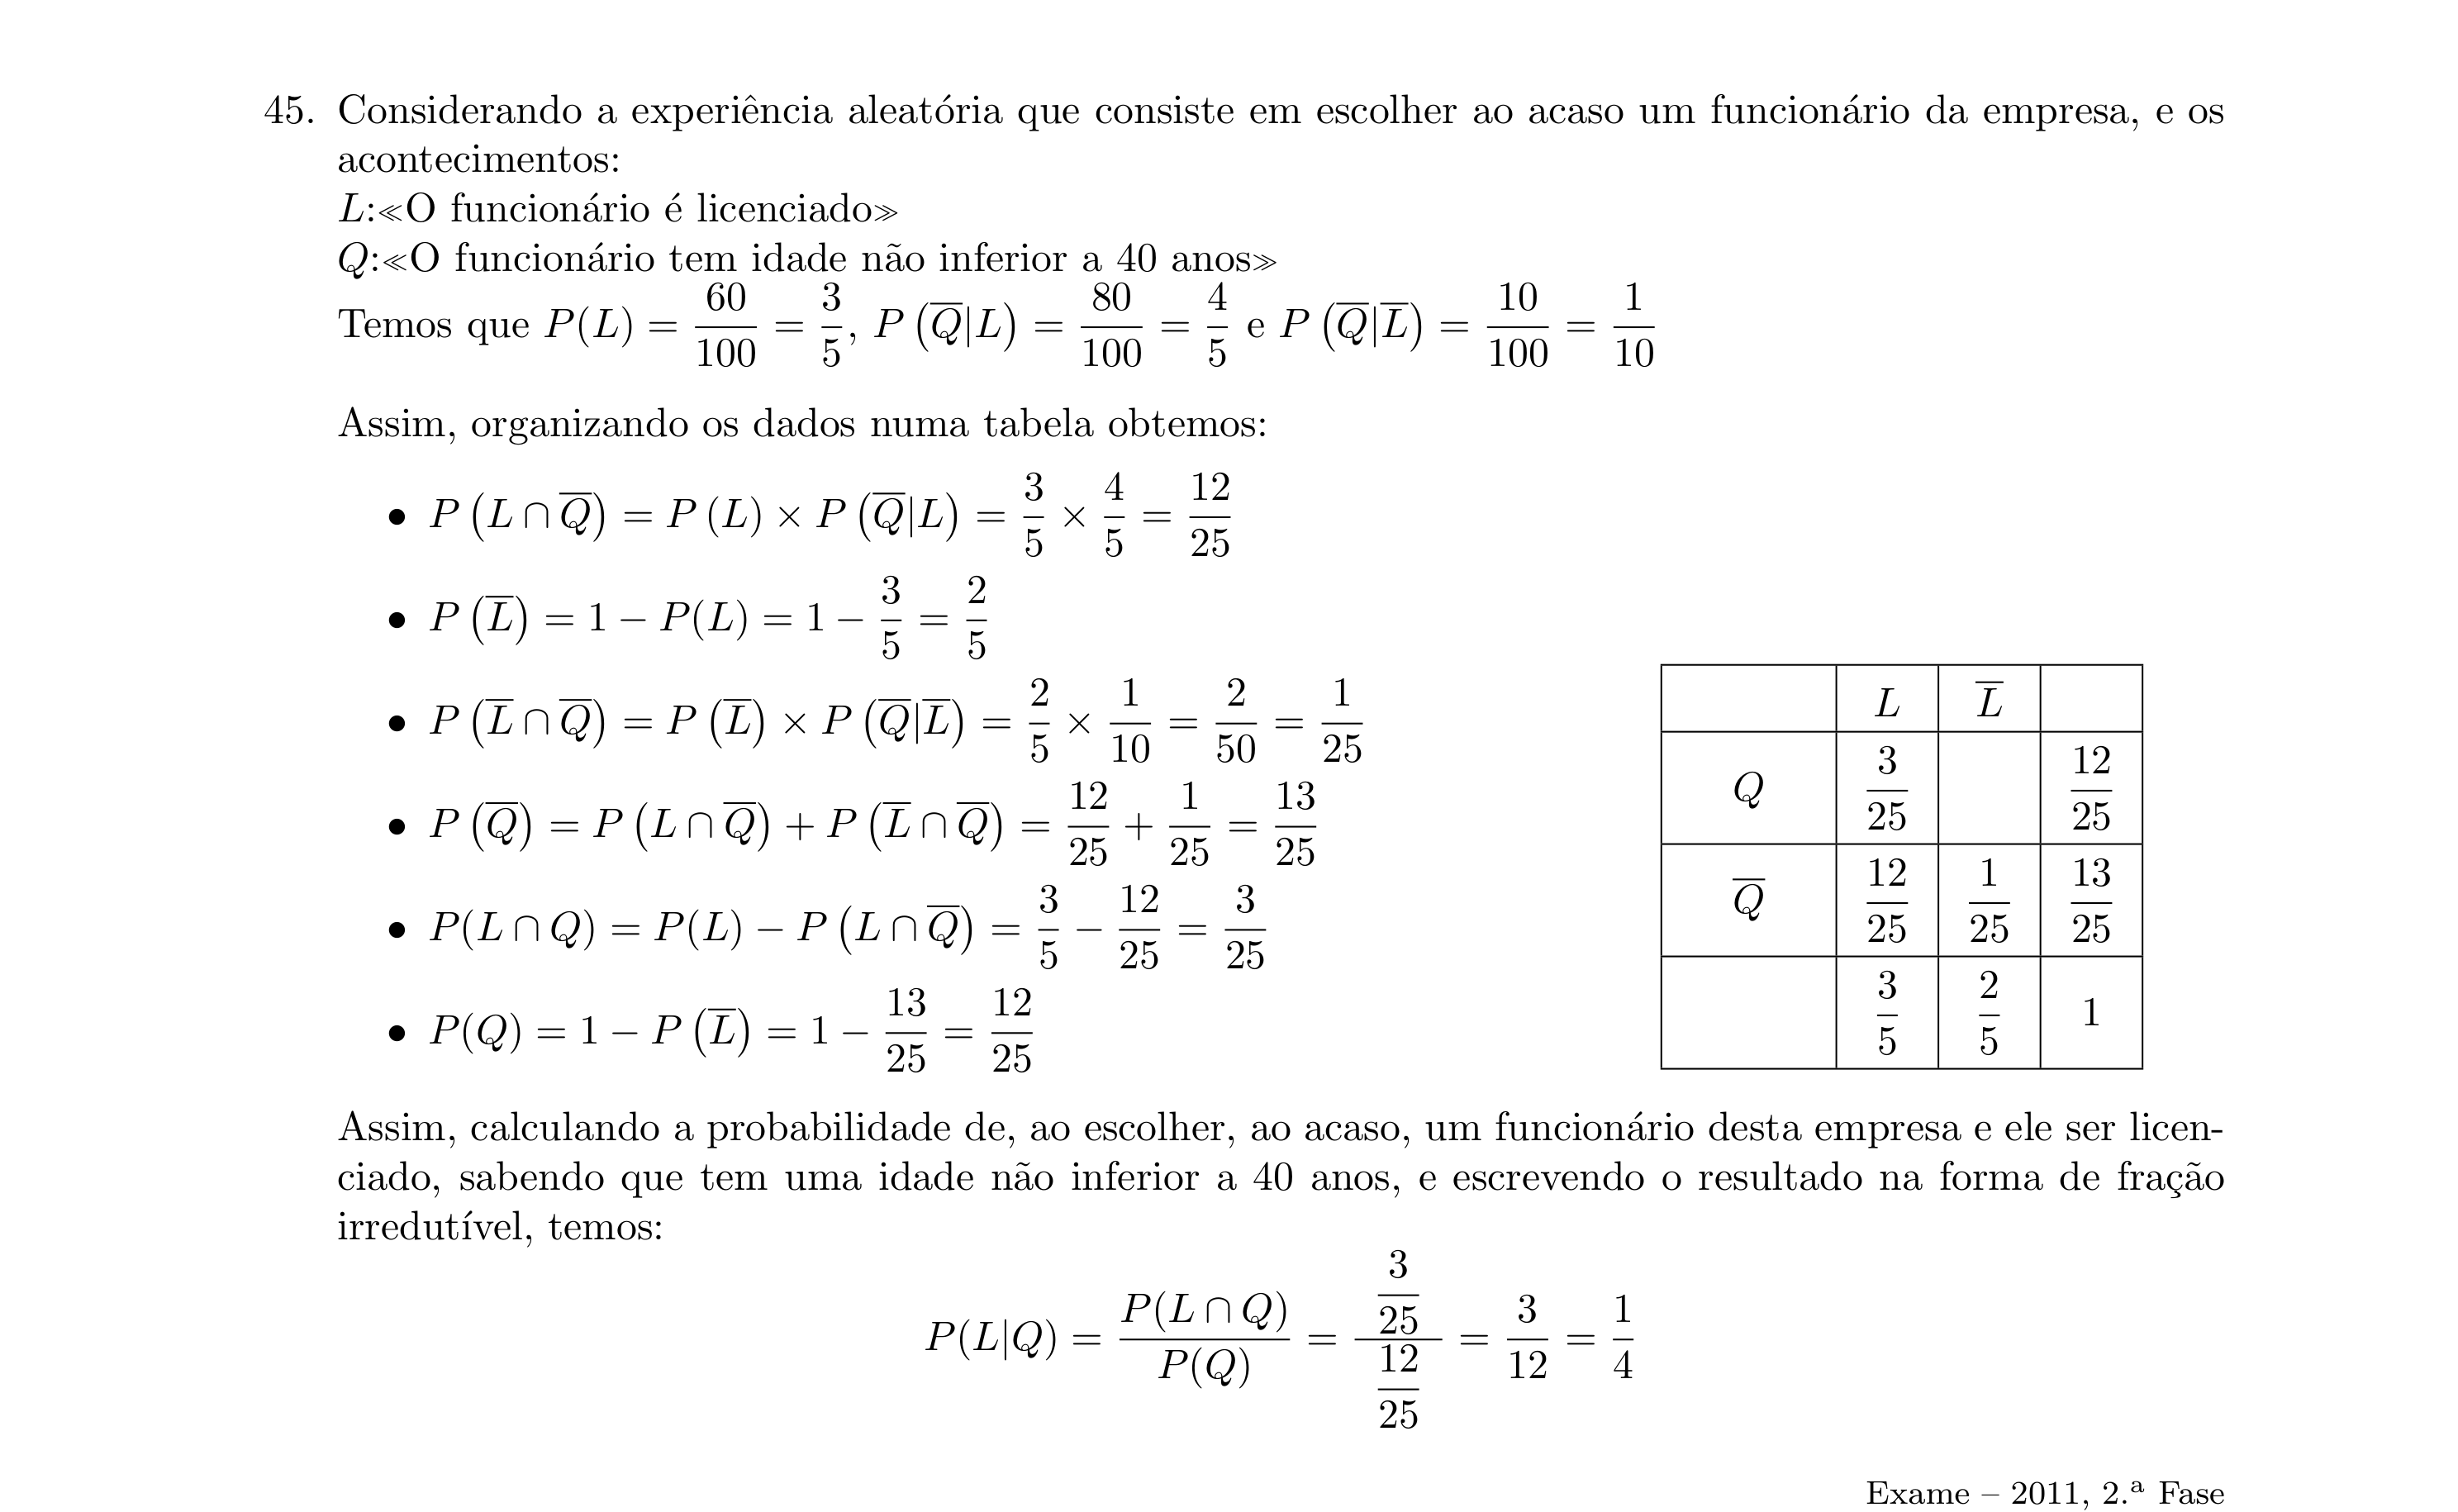 45. Considerando a experiência aleatória que consiste em escolher ao acaso um funcionário da empresa, e os
acontecimentos:
L:≪O funcionário é licenciado≫
Q:≪O funcionário tem idade não inferior a 40 anos≫
Temos que $P(L) = \frac{60}{100} = \frac{3}{5}$, $P\left(\overline{Q}|L\right) = \frac{80}{100} = \frac{4}{5}$ e $P\left(\overline{Q}|\overline{L}\right) = \frac{10}{100} = \frac{1}{10}$
Assim, organizando os dados numa tabela obtemos:
• $P\left(L \cap \overline{Q}\right) = P(L) \times P\left(\overline{Q}|L\right) = \frac{3}{5} \times \frac{4}{5} = \frac{12}{25}$
• $P\left(\overline{L}\right) = 1 - P(L) = 1 - \frac{3}{5} = \frac{2}{5}$
• $P\left(\overline{L} \cap \overline{Q}\right) = P\left(\overline{L}\right) \times P\left(\overline{Q}|\overline{L}\right) = \frac{2}{5} \times \frac{1}{10} = \frac{2}{50} = \frac{1}{25}$
• $P\left(\overline{Q}\right) = P\left(L \cap \overline{Q}\right) + P\left(\overline{L} \cap \overline{Q}\right) = \frac{12}{25} + \frac{1}{25} = \frac{13}{25}$
• $P(L \cap Q) = P(L) - P\left(L \cap \overline{Q}\right) = \frac{3}{5} - \frac{12}{25} = \frac{3}{25}$
• $P(Q) = 1 - P\left(\overline{L}\right) = 1 - \frac{13}{25} = \frac{12}{25}$
$L$ $\overline{L}$
$Q$ $\frac{3}{25}$ $\frac{12}{25}$
$\overline{Q}$ $\frac{12}{25}$ $\frac{1}{25}$ $\frac{13}{25}$
$\frac{3}{5}$ $\frac{2}{5}$ 1
Assim, calculando a probabilidade de, ao escolher, ao acaso, um funcionário desta empresa e ele ser licen-
ciado, sabendo que tem uma idade não inferior a 40 anos, e escrevendo o resultado na forma de fração
irredutível, temos:
$P(L|Q) = \frac{P(L \cap Q)}{P(Q)} = \frac{\frac{3}{25}}{\frac{12}{25}} = \frac{3}{12} = \frac{1}{4}$
Exame – 2011, 2.ª Fase